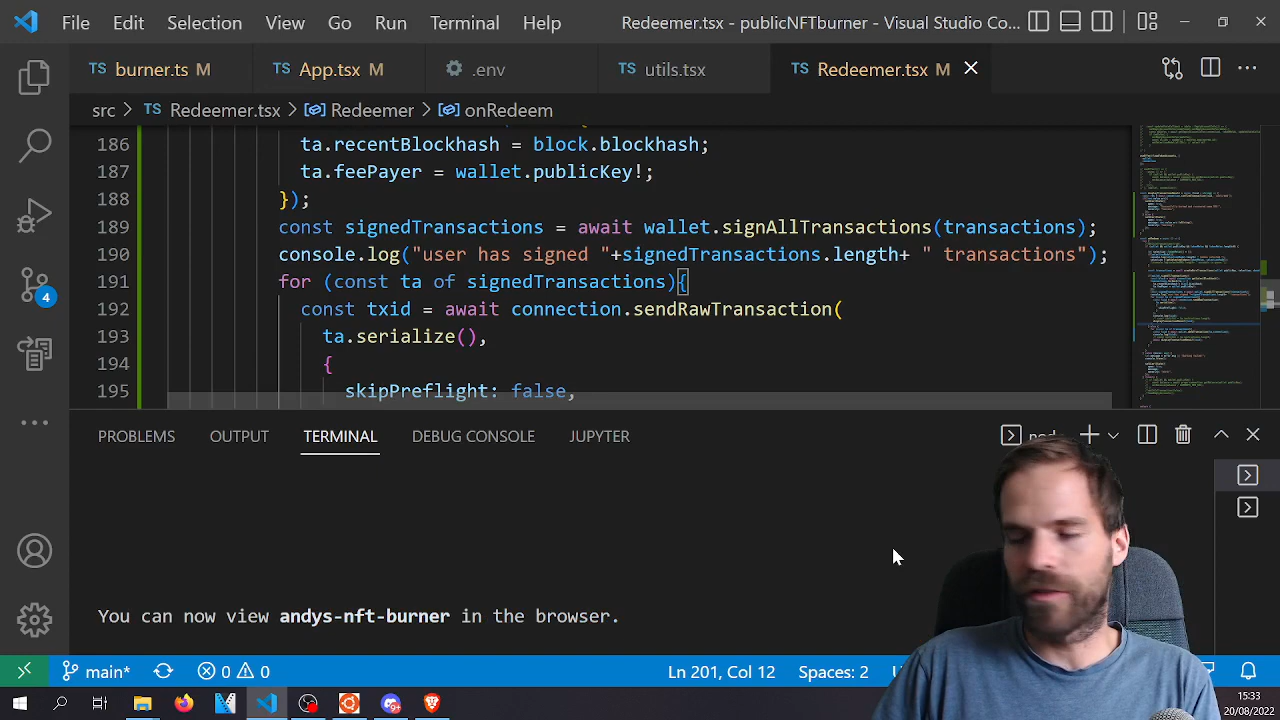 File Edit Selection View Go Run Terminal Help Redeemer.tsx - publicNFTburner - Visual Studio Co...
TS burner.ts M TS App.tsx M .env TS utils.tsx TS Redeemer.tsx M
src > TS Redeemer.tsx > Redeemer > onRedeem
186 ta.recentBlockhash = block.blockhash;
187 ta.feePayer = wallet.publicKey!;
188 });
189 const signedTransactions = await wallet.signAllTransactions(transactions);
190 console.log("user has signed "+signedTransactions.length+ " transactions");
191 for (const ta of signedTransactions){
192 const txid = await connection.sendRawTransaction(
193 ta.serialize(),
194 {
195 skipPreflight: false,
PROBLEMS OUTPUT TERMINAL DEBUG CONSOLE JUPYTER
You can now view andys-nft-burner in the browser.
4
main* 0 0 Ln 201, Col 12 Spaces: 2
15:33
20/08/2022